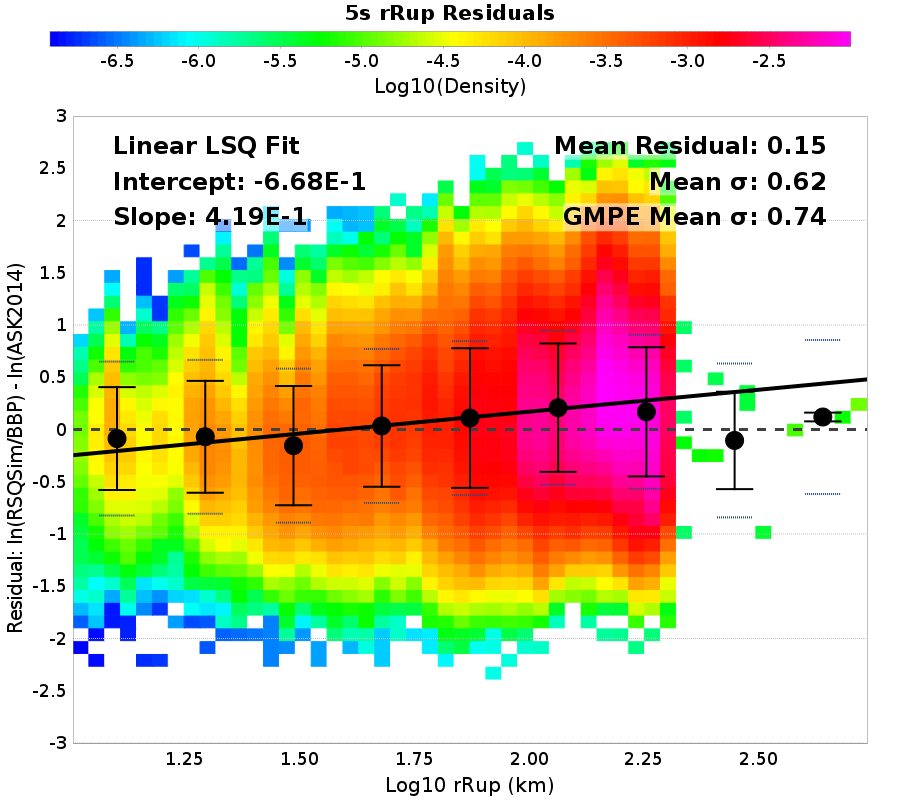 5s rRup Residuals
-6.5 -6.0 -5.5 -5.0 -4.5 -4.0 -3.5 -3.0 -2.5
Log10(Density)
Linear LSQ Fit
Intercept: -6.68E-1
Slope: 4.19E-1
Mean Residual: 0.15
Mean σ: 0.62
GMPE Mean σ: 0.74
Residual: ln(RSQSim/BBP) - ln(ASK2014)
3
2.5
2
1.5
1
0.5
0
-0.5
-1
-1.5
-2
-2.5
-3
1.25 1.50 1.75 2.00 2.25 2.50
Log10 rRup (km)